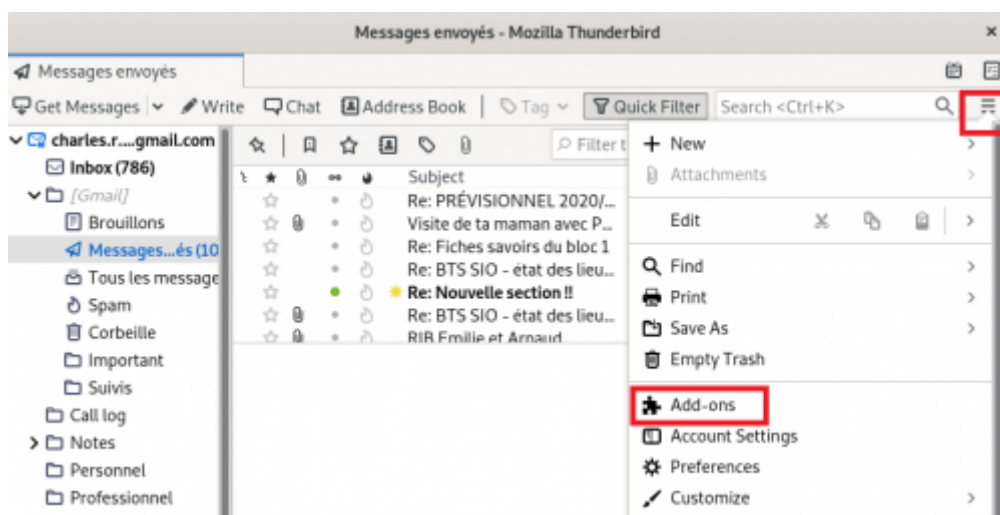 Messages envoyés - Mozilla Thunderbird
Messages envoyés
Get Messages Write Chat Address Book Tag Quick Filter Search <Ctrl+K>
charles.r....gmail.com
Inbox (786)
[Gmail]
Brouillons
Messages...és (10
Tous les message
Spam
Corbeille
Important
Suivis
Call log
Notes
Personnel
Professionnel
Filter t
Subject
Re: PRÉVISIONNEL 2020/...
Visite de ta maman avec P...
Re: Fiches savoirs du bloc 1
Re: BTS SIO - état des lieu...
Re: Nouvelle section !!
Re: BTS SIO - état des lieu...
RIB Emilie et Arnaud
New
Attachments
Edit
Find
Print
Save As
Empty Trash
Add-ons
Account Settings
Preferences
Customize